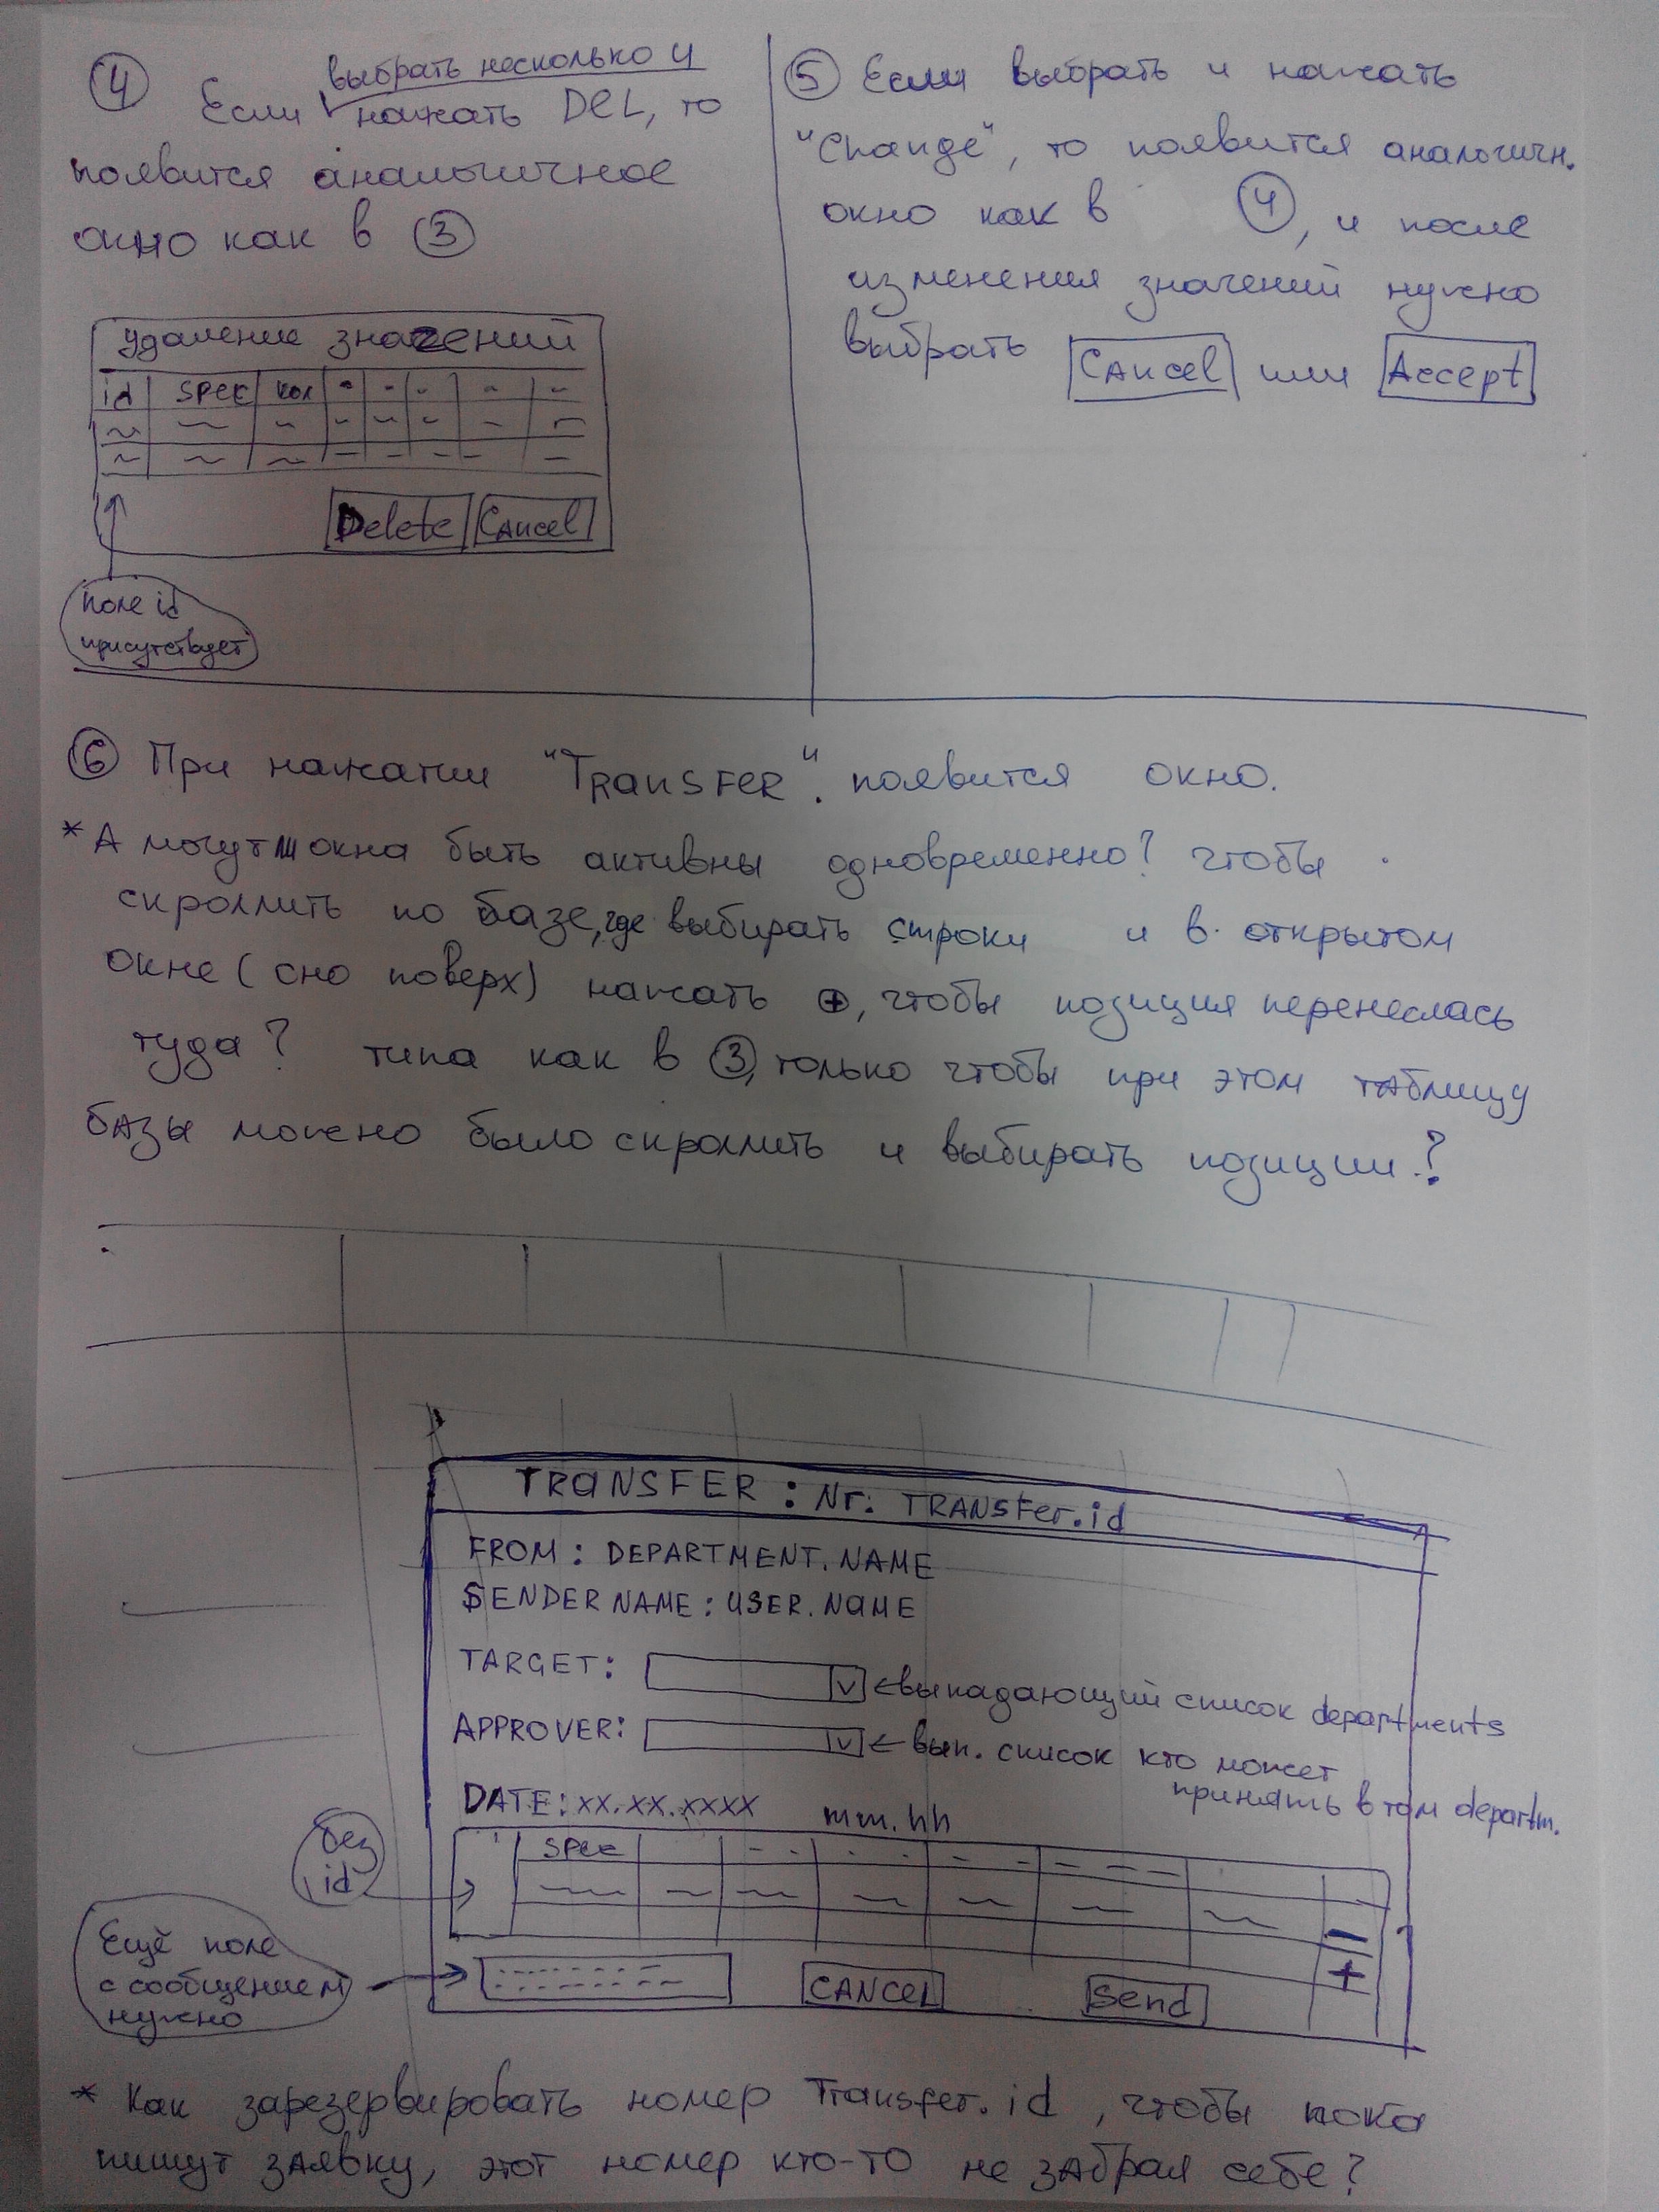 ④ Если выбрать несколько и
нажать DEL, то
появится аналогичное
окно как в ③
Удаление значений
id spec кол
Delete Cancel
поле id
присутствует
⑤ Если выбрать и нажать
"Change", то появится аналогичн.
окно как в ④, и после
изменения значений нужно
выбрать Cancel или Accept
⑥ При нажатии "TRANSFER". появится окно.
* А могут ли окна быть активны одновременно? чтобы
скроллить по базе, где выбирать строки и в открытом
окне (оно поверх) нажать ⊕, чтобы позиция перенеслась
туда? типа как в ③, только чтобы при этом таблицу
базы можно было скроллить и выбирать позиции?
TRANSFER : Nr: TRANSfer.id
FROM : DEPARTMENT.NAME
SENDER NAME : USER.NAME
TARGET: V ← выпадающий список departments
APPROVER: V ← вып. список кто может
принять в том departm.
DATE: XX.XX.XXXX mm.hh
без
id
spec
–
+
Ещё поле
с сообщением
нужно
CANCEL Send
* Как зарезервировать номер Transfer.id, чтобы пока
пишут заявку, этот номер кто-то не забрал себе?